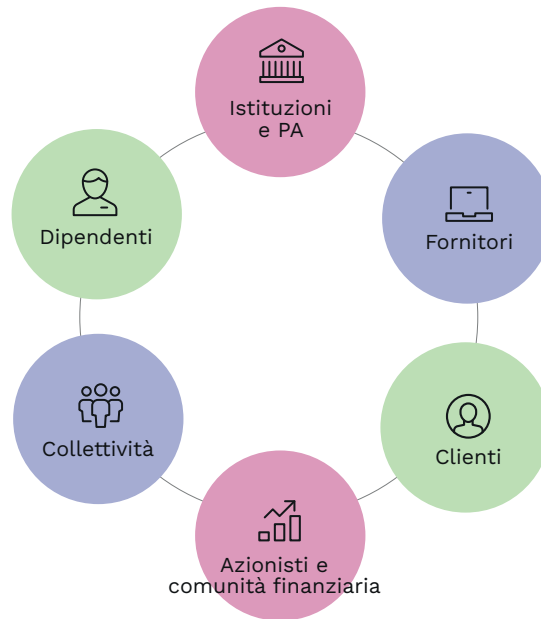 Istituzioni
e PA
Dipendenti
Fornitori
Collettività
Clienti
Azionisti e
comunità finanziaria